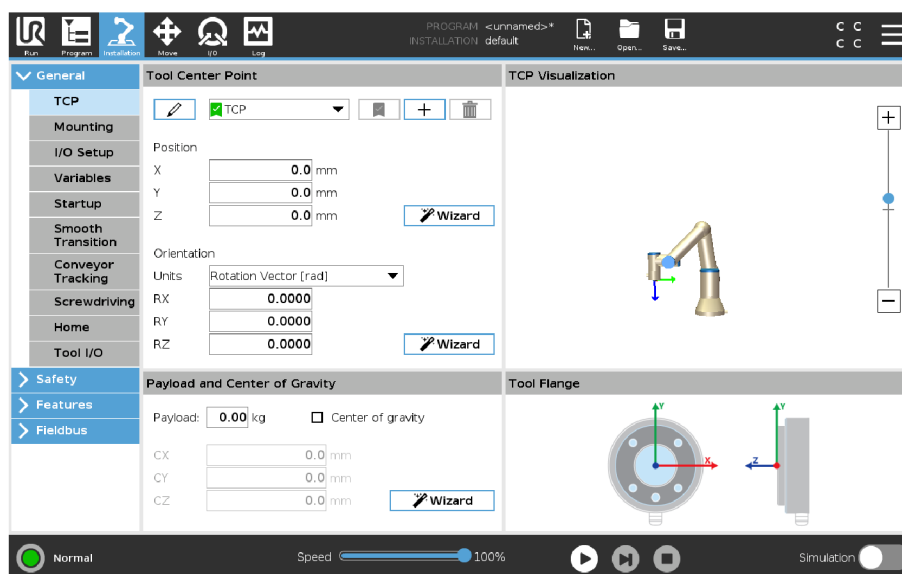 UR
PROGRAM <unnamed>*
INSTALLATION default
C C
C C
Run Program Installation Move I/O Log New... Open... Save...
General
TCP
Mounting
I/O Setup
Variables
Startup
Smooth
Transition
Conveyor
Tracking
Screwdriving
Home
Tool I/O
Safety
Features
Fieldbus
Tool Center Point
TCP
Position
X 0.0 mm
Y 0.0 mm
Z 0.0 mm Wizard
Orientation
Units Rotation Vector [rad]
RX 0.0000
RY 0.0000
RZ 0.0000 Wizard
Payload and Center of Gravity
Payload: 0.00 kg Center of gravity
CX 0.0 mm
CY 0.0 mm
CZ 0.0 mm Wizard
TCP Visualization
Tool Flange
Y Y
X Z
Normal Speed 100% Simulation